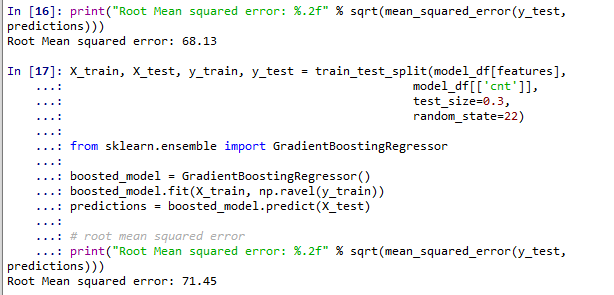 In [16]: print("Root Mean squared error: %.2f" % sqrt(mean_squared_error(y_test,
predictions)))
Root Mean squared error: 68.13
In [17]: X_train, X_test, y_train, y_test = train_test_split(model_df[features],
...: model_df[['cnt']],
...: test_size=0.3,
...: random_state=22)
...:
...: from sklearn.ensemble import GradientBoostingRegressor
...:
...: boosted_model = GradientBoostingRegressor()
...: boosted_model.fit(X_train, np.ravel(y_train))
...: predictions = boosted_model.predict(X_test)
...:
...: # root mean squared error
...: print("Root Mean squared error: %.2f" % sqrt(mean_squared_error(y_test,
predictions)))
Root Mean squared error: 71.45